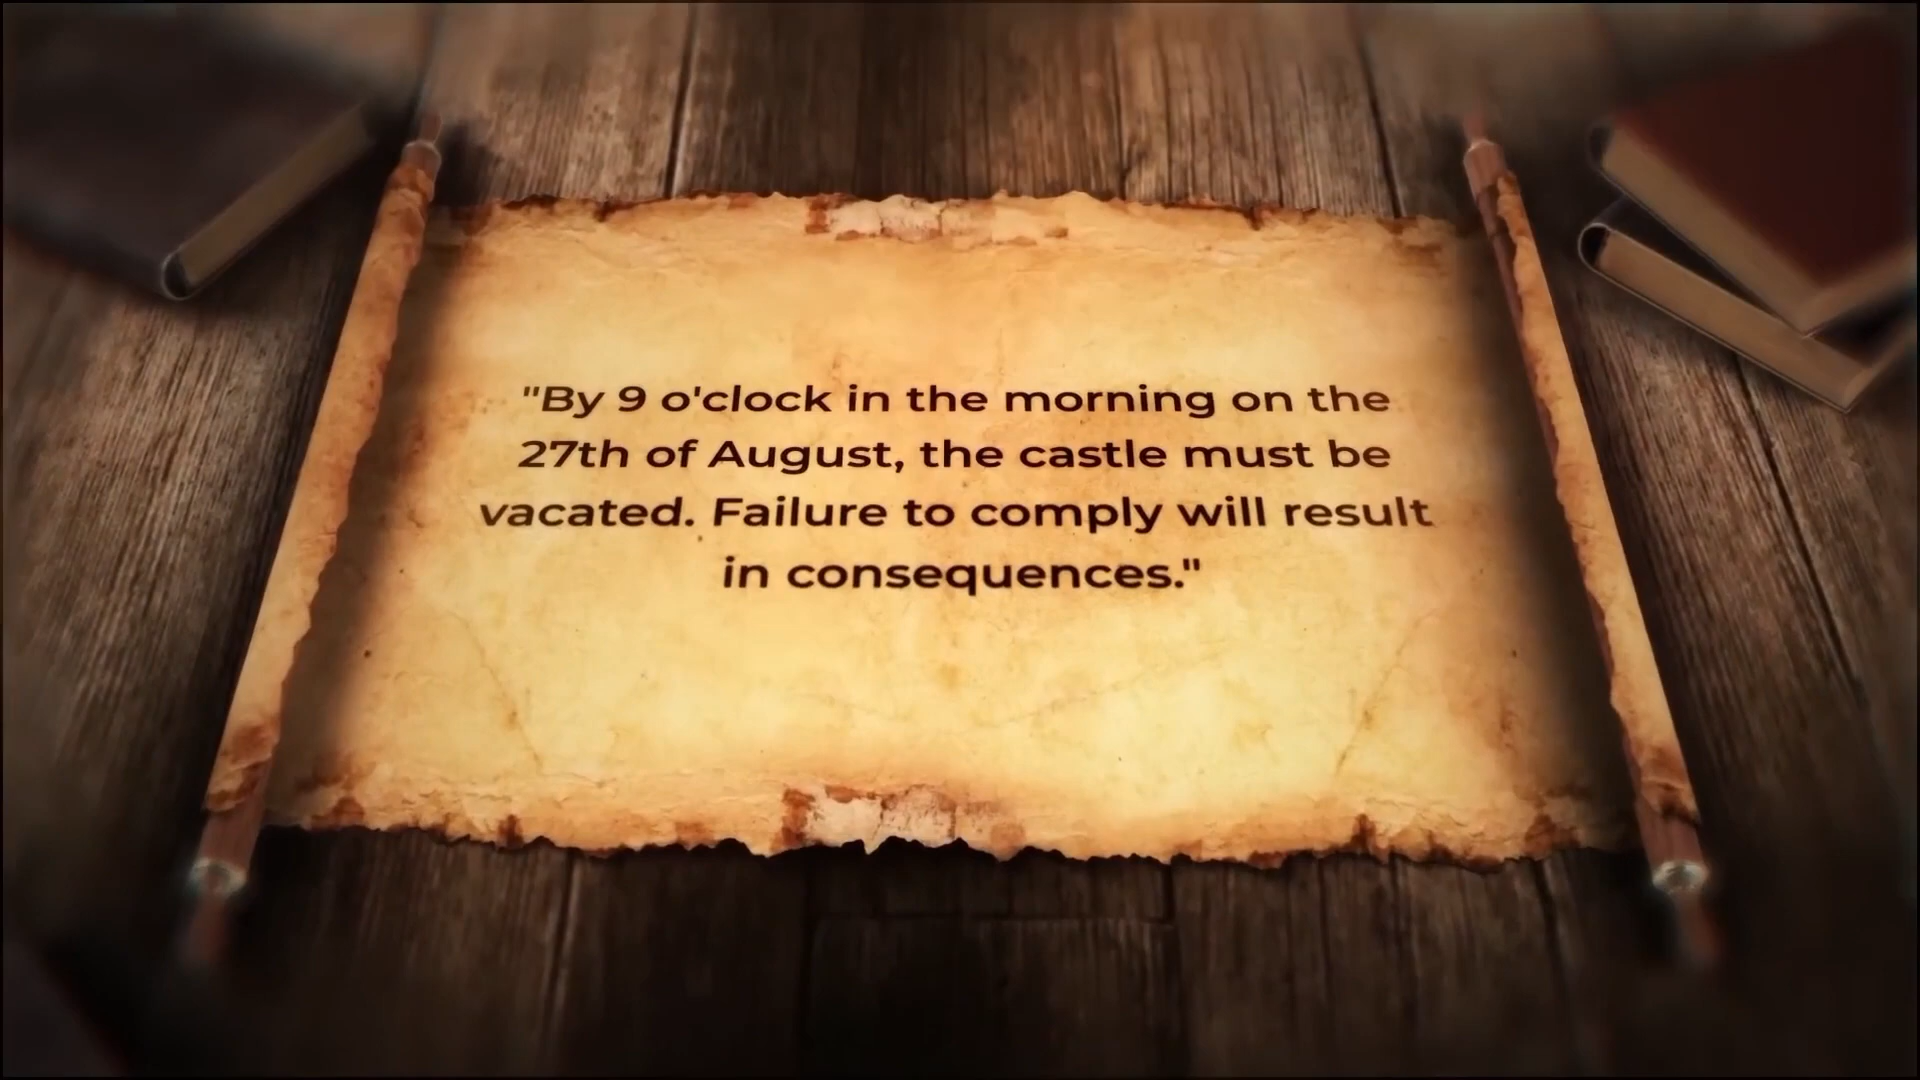 "By 9 o'clock in the morning on the
27th of August, the castle must be
vacated. Failure to comply will result
in consequences."